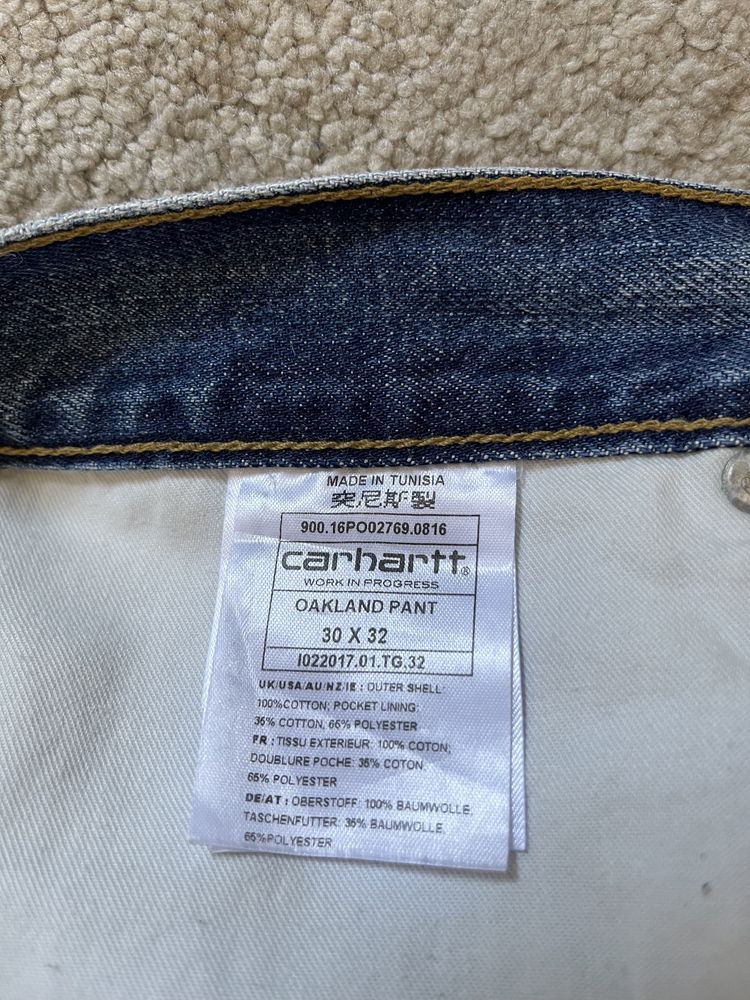 MADE IN TUNISIA
突尼斯製
900.16PO02769.0816
carhartt®
WORK IN PROGRESS
OAKLAND PANT
30 X 32
I022017.01.TG.32
UK/USA/AU/NZ/IE : OUTER SHELL:
100%COTTON; POCKET LINING:
35% COTTON, 65% POLYESTER
FR : TISSU EXTERIEUR: 100% COTON;
DOUBLURE POCHE: 35% COTON,
65% POLYESTER
DE/AT : OBERSTOFF: 100% BAUMWOLLE,
TASCHENFUTTER: 35% BAUMWOLLE,
65%POLYESTER